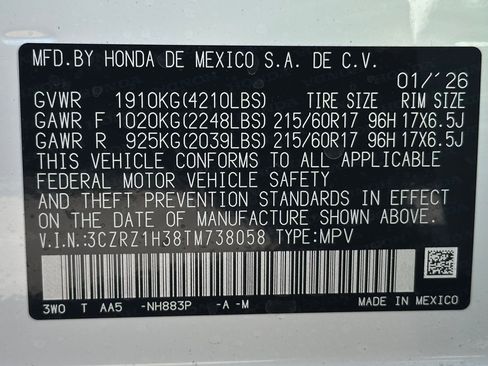 MFD.BY HONDA DE MEXICO S.A. DE C.V.
01/'26
GVWR 1910KG(4210LBS) TIRE SIZE RIM SIZE
GAWR F 1020KG(2248LBS) 215/60R17 96H 17X6.5J
GAWR R 925KG(2039LBS) 215/60R17 96H 17X6.5J
THIS VEHICLE CONFORMS TO ALL APPLICABLE
FEDERAL MOTOR VEHICLE SAFETY
AND THEFT PREVENTION STANDARDS IN EFFECT
ON THE DATE OF MANUFACTURE SHOWN ABOVE.
V.I.N.:3CZRZ1H38TM738058 TYPE:MPV
3WO T AA5 -NH883P -A -M
MADE IN MEXICO